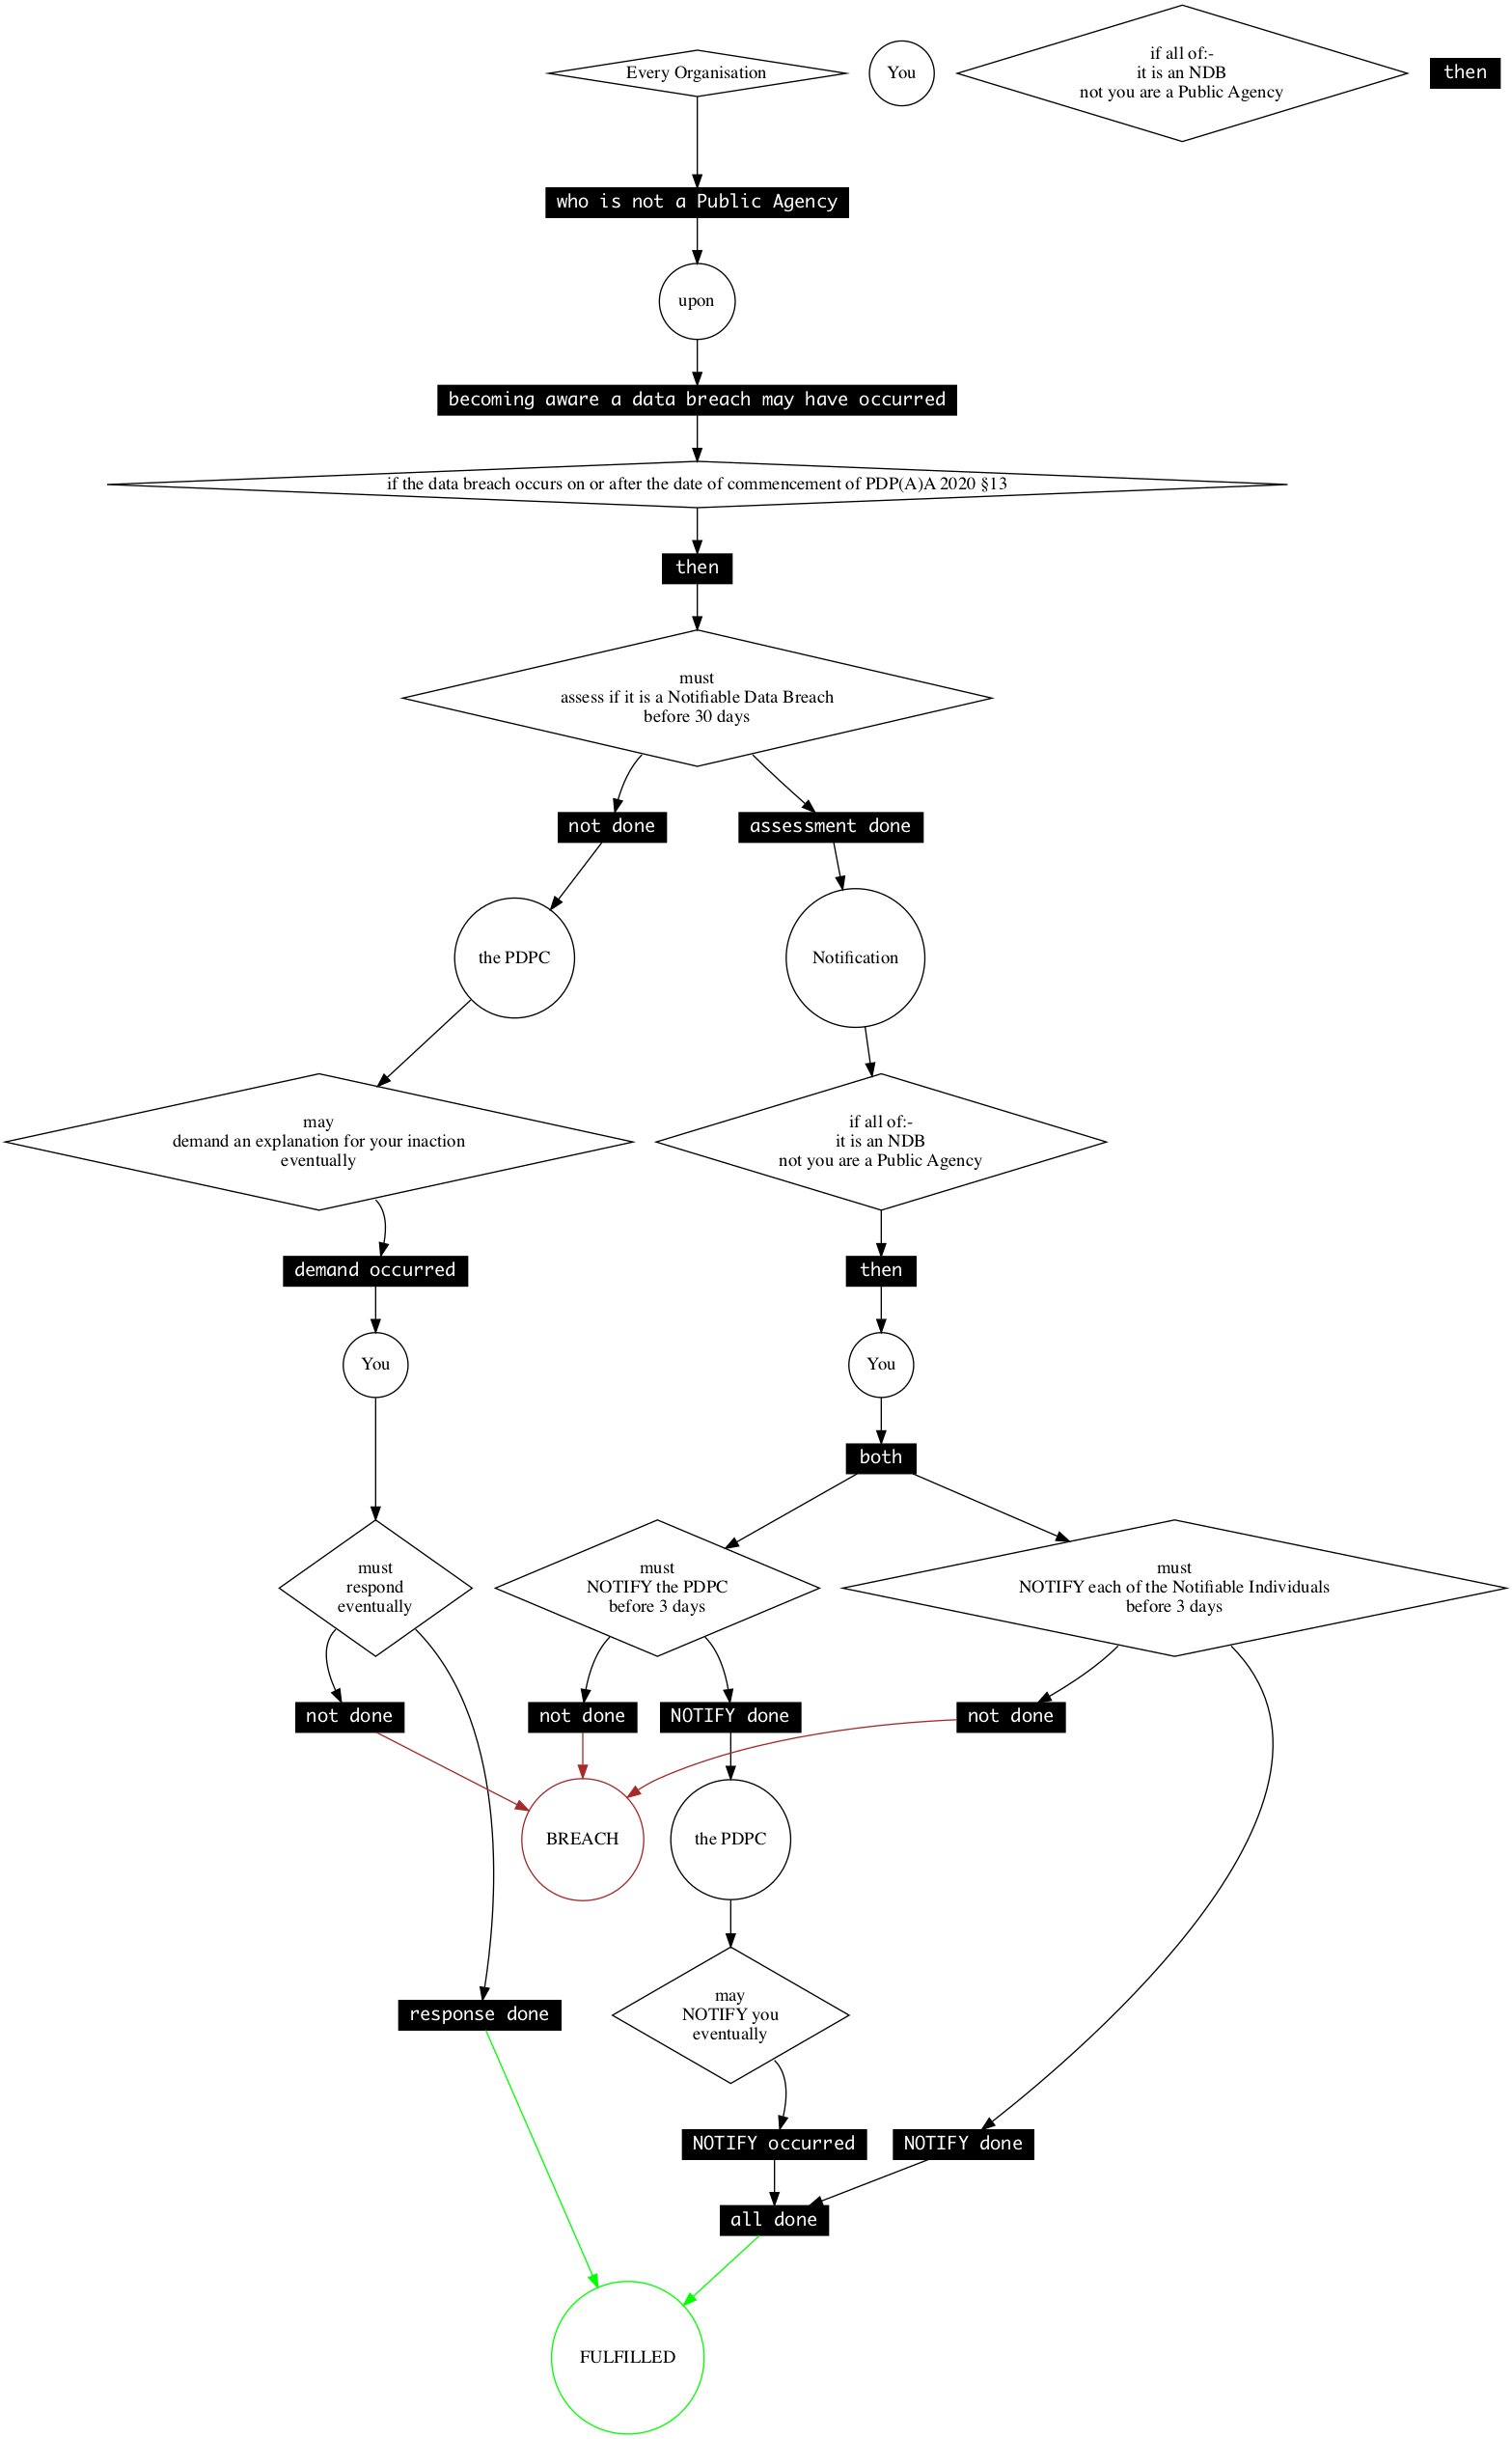 Every Organisation
You
if all of:-
it is an NDB
not you are a Public Agency
then
who is not a Public Agency
upon
becoming aware a data breach may have occurred
if the data breach occurs on or after the date of commencement of PDP(A)A 2020 §13
then
must
assess if it is a Notifiable Data Breach
before 30 days
not done
assessment done
the PDPC
Notification
may
demand an explanation for your inaction
eventually
if all of:-
it is an NDB
not you are a Public Agency
demand occurred
then
You
You
both
must
respond
eventually
must
NOTIFY the PDPC
before 3 days
must
NOTIFY each of the Notifiable Individuals
before 3 days
not done
not done
NOTIFY done
not done
BREACH
the PDPC
response done
may
NOTIFY you
eventually
NOTIFY occurred
NOTIFY done
all done
FULFILLED